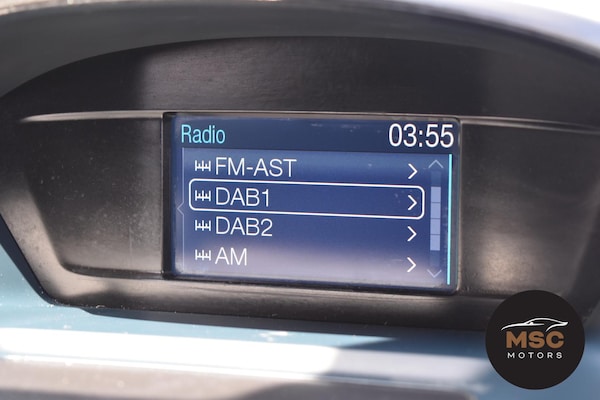 Radio 03:55
FM-AST
DAB1
DAB2
AM
MSC
MOTORS